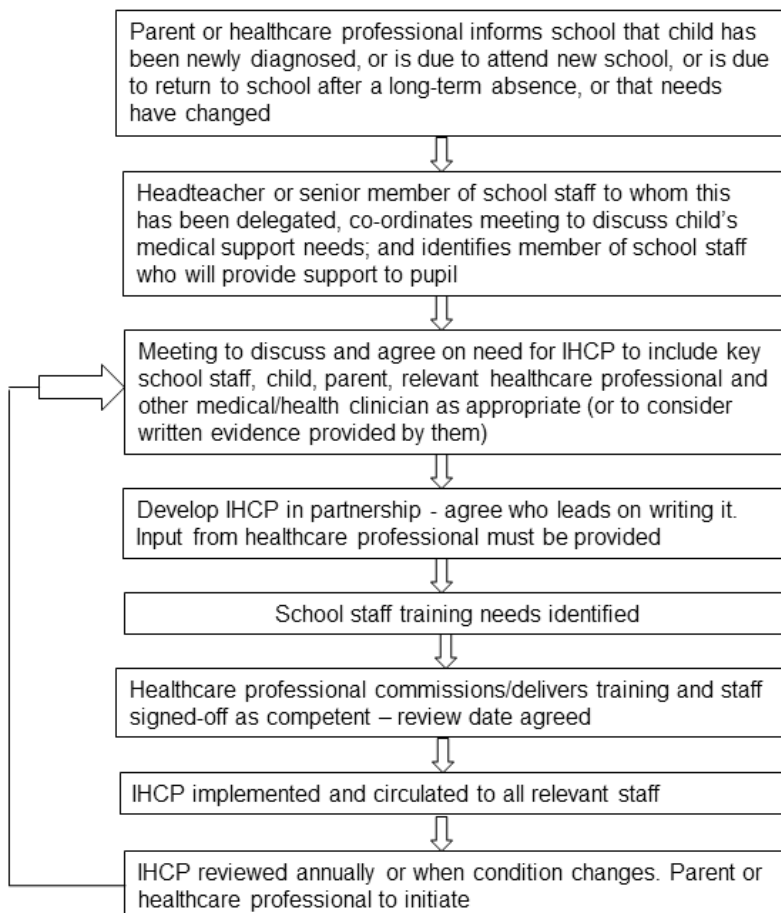 Parent or healthcare professional informs school that child has
been newly diagnosed, or is due to attend new school, or is due
to return to school after a long-term absence, or that needs
have changed
Headteacher or senior member of school staff to whom this
has been delegated, co-ordinates meeting to discuss child’s
medical support needs; and identifies member of school staff
who will provide support to pupil
Meeting to discuss and agree on need for IHCP to include key
school staff, child, parent, relevant healthcare professional and
other medical/health clinician as appropriate (or to consider
written evidence provided by them)
Develop IHCP in partnership - agree who leads on writing it.
Input from healthcare professional must be provided
School staff training needs identified
Healthcare professional commissions/delivers training and staff
signed-off as competent – review date agreed
IHCP implemented and circulated to all relevant staff
IHCP reviewed annually or when condition changes. Parent or
healthcare professional to initiate